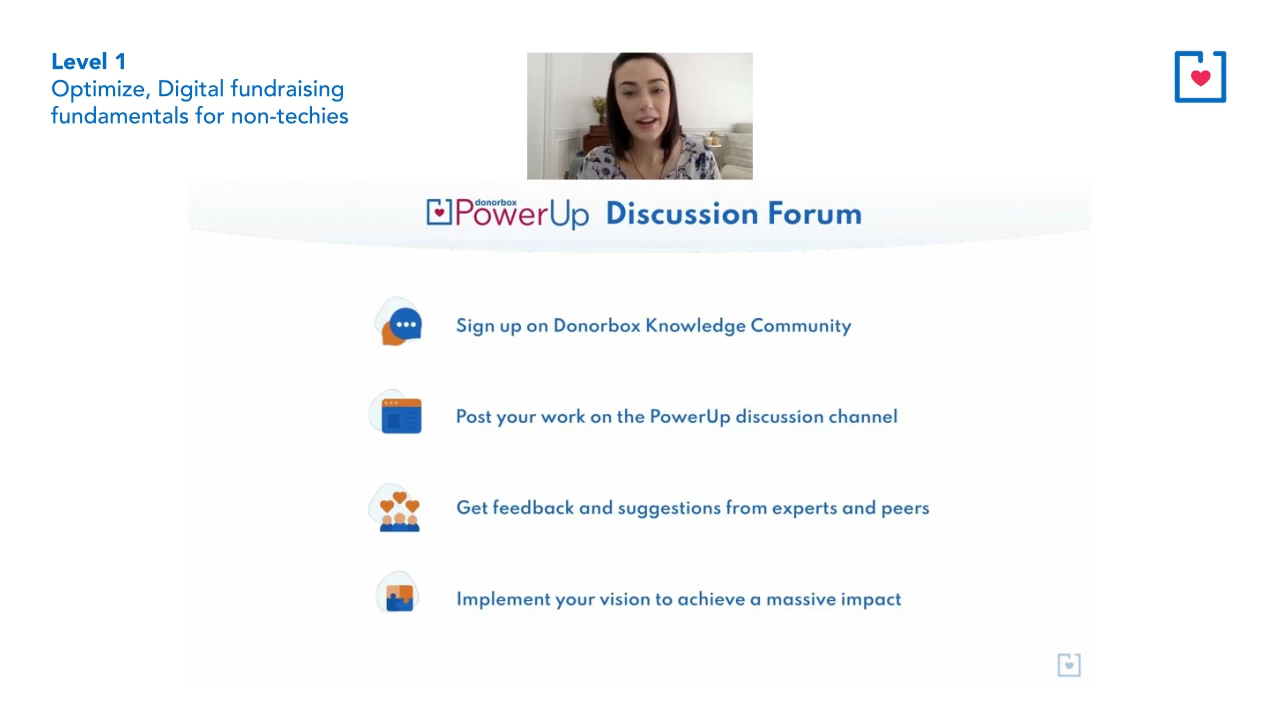 Level 1
Optimize, Digital fundraising
fundamentals for non-techies
donorbox
PowerUp Discussion Forum
Sign up on Donorbox Knowledge Community
Post your work on the PowerUp discussion channel
Get feedback and suggestions from experts and peers
Implement your vision to achieve a massive impact